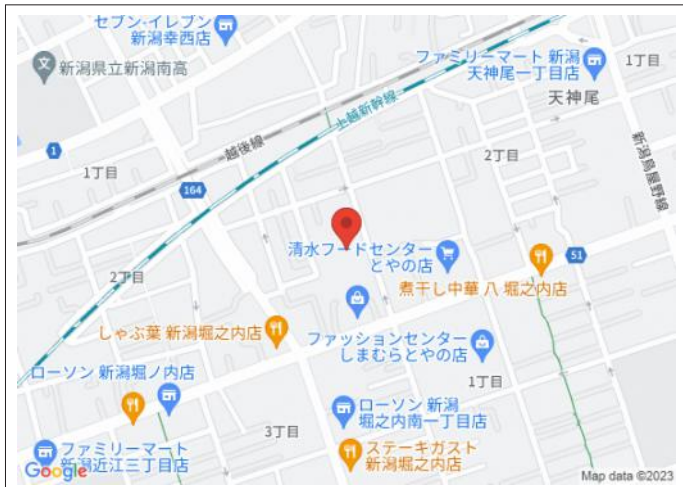 セブン-イレブン
新潟幸西店
文
新潟県立新潟南高
ファミリーマート 新潟
天神尾一丁目店
1丁目
天神尾
上越新幹線
越後線
新潟鳥屋野線
1
1丁目
2丁目
164
清水フードセンター
とやの店
51
2丁目
煮干し中華 八 堀之内店
しゃぶ葉 新潟堀之内店
ファッションセンター
しまむらとやの店
ローソン 新潟堀ノ内店
1丁目
ローソン 新潟
堀之内南一丁目店
3丁目
ファミリーマート
新潟近江三丁目店
ステーキガスト
新潟堀之内店
Google
Map data ©2023